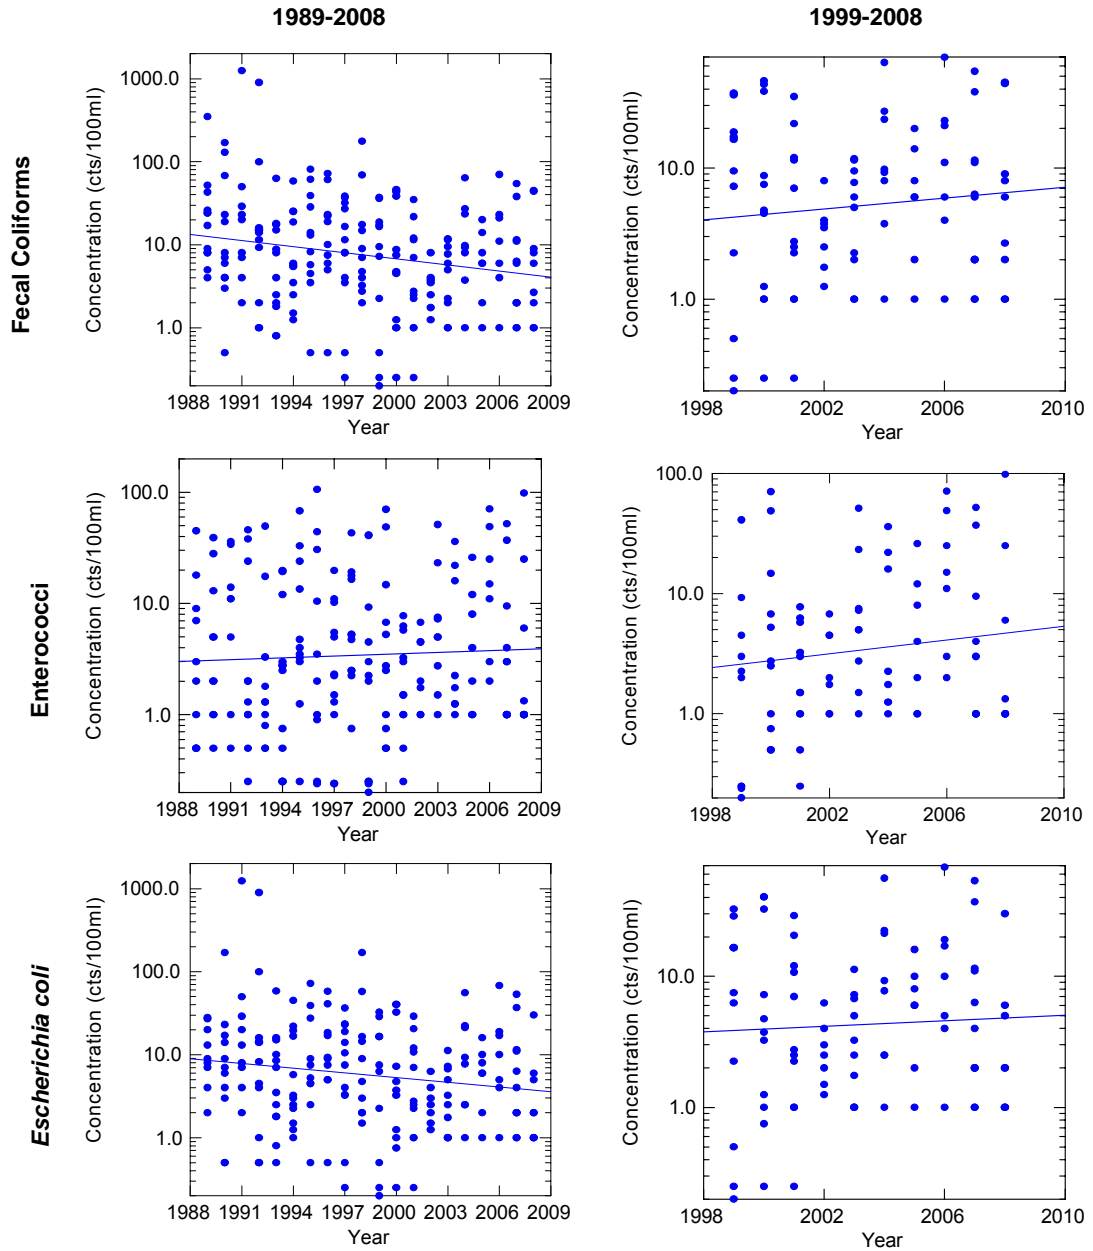 1989-2008
1999-2008
Fecal Coliforms
Concentration (cts/100ml)
1000.0
100.0
10.0
1.0
1988 1991 1994 1997 2000 2003 2006 2009
Year
Concentration (cts/100ml)
10.0
1.0
1998 2002 2006 2010
Year
Enterococci
Concentration (cts/100ml)
100.0
10.0
1.0
1988 1991 1994 1997 2000 2003 2006 2009
Year
Concentration (cts/100ml)
100.0
10.0
1.0
1998 2002 2006 2010
Year
Escherichia coli
Concentration (cts/100ml)
1000.0
100.0
10.0
1.0
1988 1991 1994 1997 2000 2003 2006 2009
Year
Concentration (cts/100ml)
10.0
1.0
1998 2002 2006 2010
Year